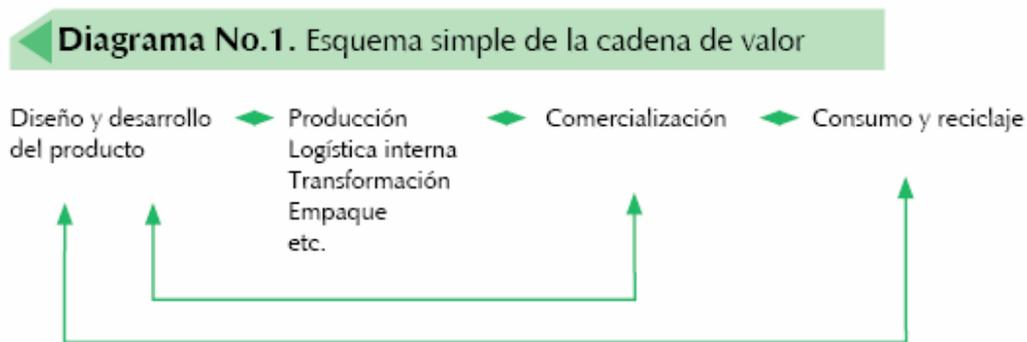 Diagrama No.1. Esquema simple de la cadena de valor
Diseño y desarrollo
del producto
Producción
Logística interna
Transformación
Empaque
etc.
Comercialización
Consumo y reciclaje